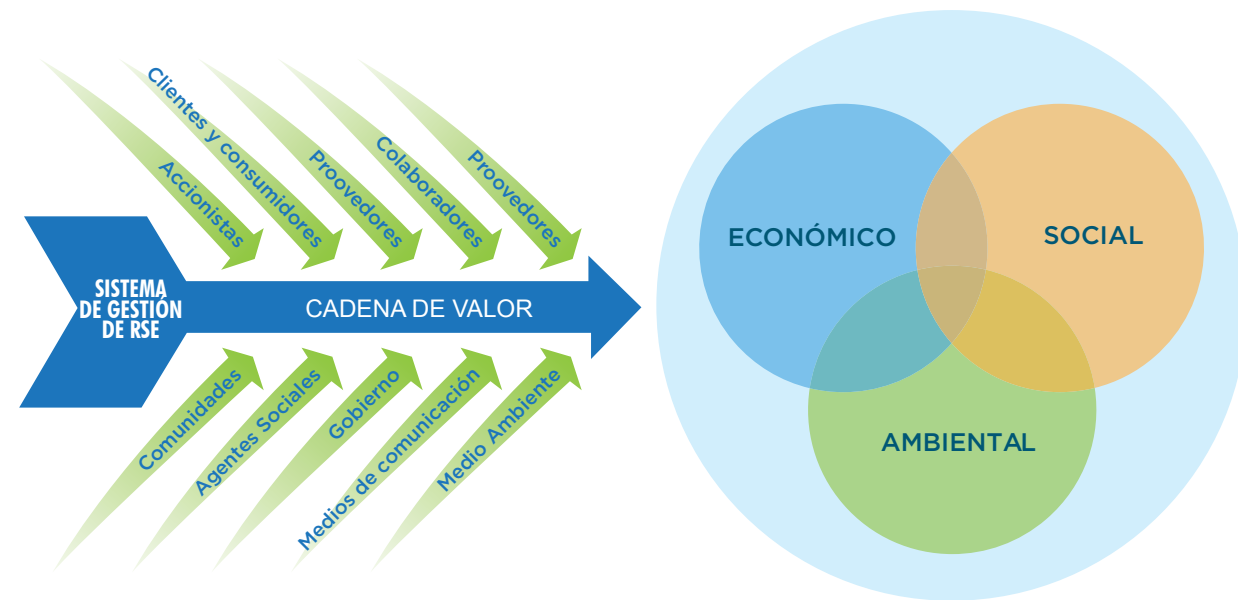 Accionistas
Clientes y consumidores
Proovedores
Colaboradores
Proovedores
SISTEMA
DE GESTIÓN
DE RSE
CADENA DE VALOR
Comunidades
Agentes Sociales
Gobierno
Medios de comunicación
Medio Ambiente
ECONÓMICO
SOCIAL
AMBIENTAL